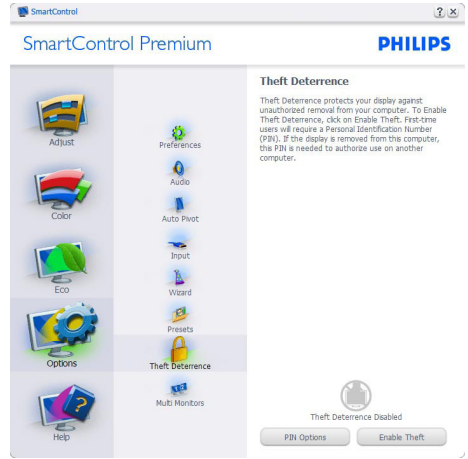 SmartControl
? ×
SmartControl Premium
PHILIPS
Adjust
Color
Eco
Options
Help
Preferences
Audio
Auto Pivot
Input
Wizard
Presets
Theft Deterrence
Multi Monitors
Theft Deterrence
Theft Deterrence protects your display against
unauthorized removal from your computer. To Enable
Theft Deterrence, click on Enable Theft. First-time
users will require a Personal Identification Number
(PIN). If the display is removed from this computer,
this PIN is needed to authorize use on another
computer.
Theft Deterrence Disabled
PIN Options
Enable Theft